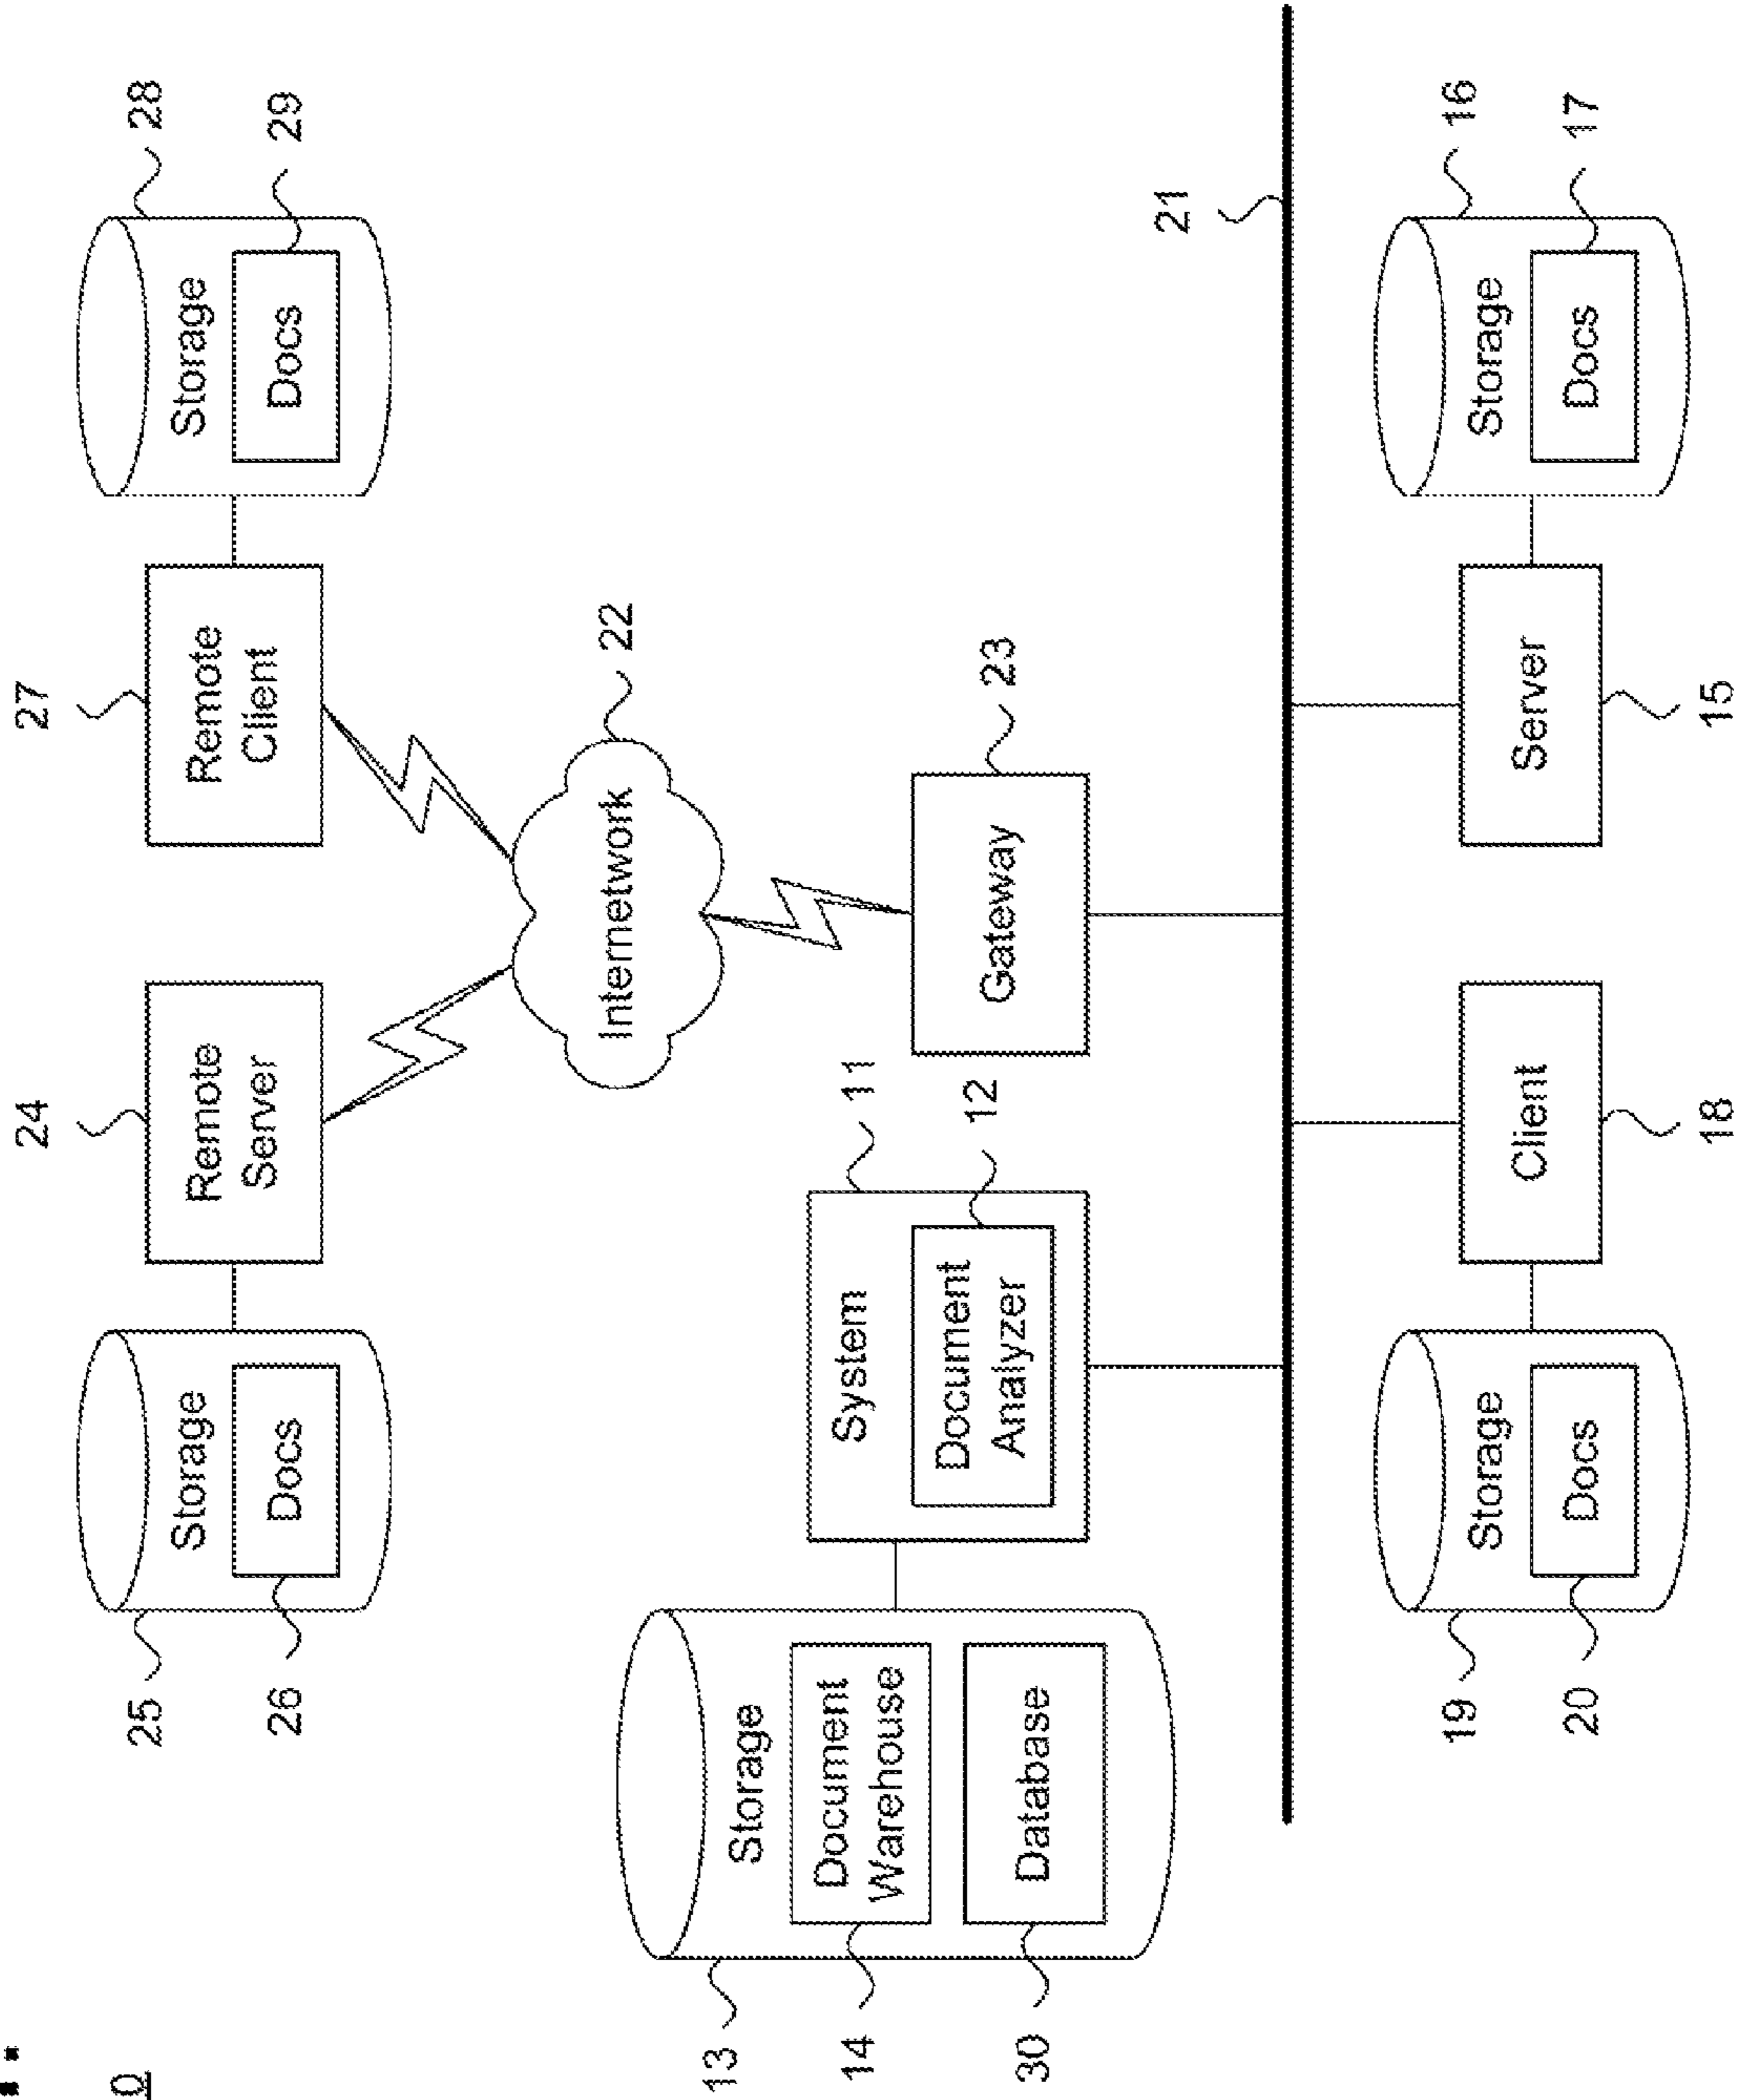 24
27
0
25
28
Storage
Remote
Server
Remote
Client
Storage
26
Docs
Docs
29
Internetwork
22
13
Storage
14
Document
Warehouse
System
11
Document
Analyzer
12
Gateway
23
30
Database
21
19
Storage
Client
Server
Storage
16
20
Docs
Docs
17
18
15